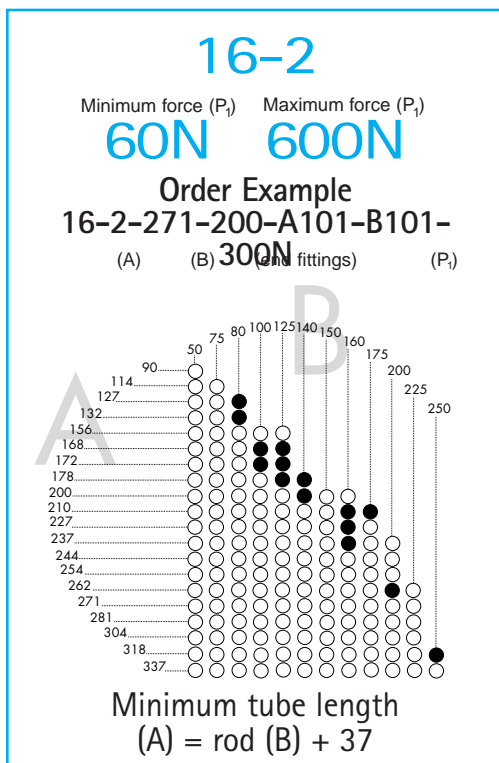 16-2
Minimum force (P₁) Maximum force (P₁)
60N 600N
Order Example
16-2-271-200-A101-B101-
300N
(A) (B) (end fittings) (P₁)
A
B
50 75 80 100 125 140 150 160 175 200 225 250
90
114
127
132
156
168
172
178
200
210
227
237
244
254
262
271
281
304
318
337
Minimum tube length
(A) = rod (B) + 37